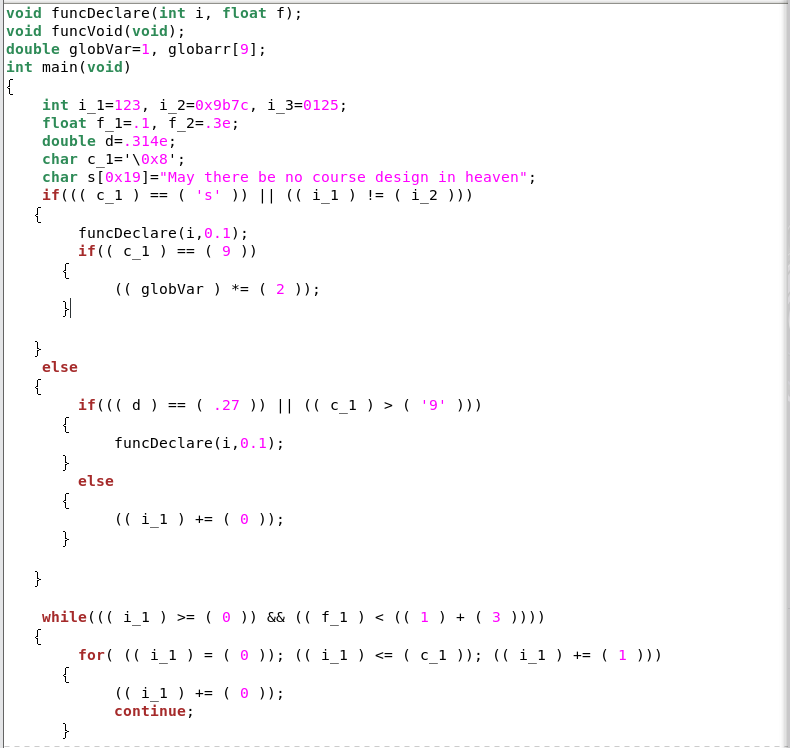 void funcDeclare(int i, float f);
void funcVoid(void);
double globVar=1, globarr[9];
int main(void)
{
    int i_1=123, i_2=0x9b7c, i_3=0125;
    float f_1=.1, f_2=.3e;
    double d=.314e;
    char c_1='\0x8';
    char s[0x19]="May there be no course design in heaven";
    if((( c_1 ) == ( 's' )) || (( i_1 ) != ( i_2 )))
   {
        funcDeclare(i,0.1);
        if(( c_1 ) == ( 9 ))
      {
            (( globVar ) *= ( 2 ));
      }
   }
    else
   {
        if((( d ) == ( .27 )) || (( c_1 ) > ( '9' )))
      {
            funcDeclare(i,0.1);
      }
        else
      {
            (( i_1 ) += ( 0 ));
      }
   }
    while((( i_1 ) >= ( 0 )) && (( f_1 ) < (( 1 ) + ( 3 ))))
   {
        for( (( i_1 ) = ( 0 )); (( i_1 ) <= ( c_1 )); (( i_1 ) += ( 1 )))
      {
            (( i_1 ) += ( 0 ));
            continue;
      }